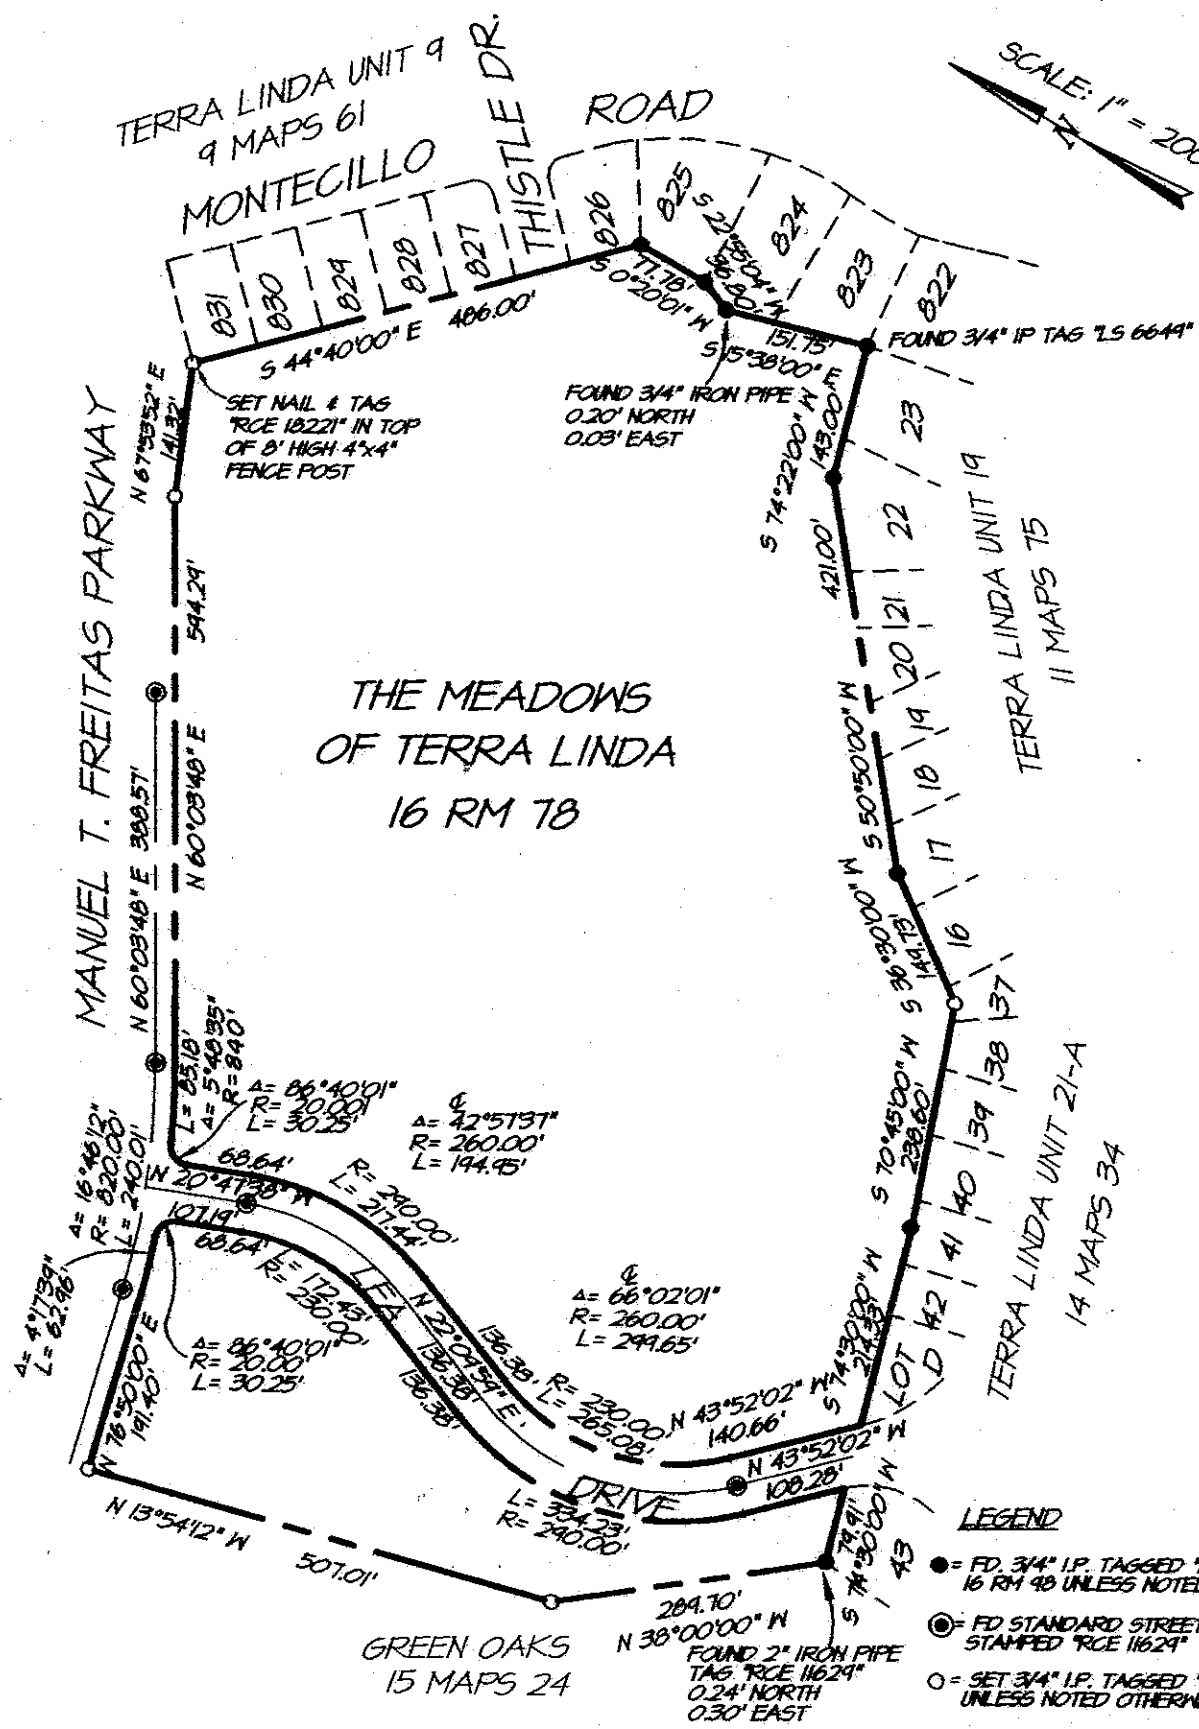 TERRA LINDA UNIT 9
9 MAPS 61
MONTECILLO
THISTLE DR.
ROAD
SCALE: 1" = 200
N
831
830
829
828
827
826
825
824
823
822
S 44°40'00" E
486.00'
77.78'
S 0°20'01" W
151.75'
S 15°38'00" E
FOUND 3/4" IP TAG "LS 6649"
N 67°53'52" E
141.32'
SET NAIL & TAG
"RCE 18221" IN TOP
OF 8' HIGH 4"x4"
FENCE POST
FOUND 3/4" IRON PIPE
0.20' NORTH
0.03' EAST
S 74°22'00" W
143.00'
23
22
21
20
19
18
17
16
TERRA LINDA UNIT 19
11 MAPS 75
421.00'
S 50°50'00" W
MANUEL T. FREITAS PARKWAY
594.29'
N 60°03'48" E
N 60°03'48" E 388.57'
THE MEADOWS
OF TERRA LINDA
16 RM 78
S 36°30'00" W
149.73'
37
38
39
40
41
42
LOT
D
43
TERRA LINDA UNIT 21-A
14 MAPS 34
S 70°45'00" W
238.60'
L= 85.18'
Δ= 5°48'35"
R= 840'
Δ= 86°40'01"
R= 20.00'
L= 30.25'
℄
Δ= 42°57'37"
R= 260.00'
L= 194.95'
Δ= 16°46'12"
R= 820.00'
L= 240.01'
68.64'
N 20°47'38" W
107.19'
68.64'
R= 240.00'
L= 217.44'
L= 172.43'
R= 230.00'
Δ= 4°17'39"
L= 62.96'
Δ= 86°40'01"
R= 20.00'
L= 30.25'
N 76°50'00" E
191.40'
LEA
DRIVE
136.38'
N 22°09'59" E
136.38'
136.38'
℄
Δ= 66°02'01"
R= 260.00'
L= 299.65'
R= 230.00'
L= 265.08'
N 43°52'02" W
140.66'
S 74°30'00" W
214.33'
N 43°52'02" W
108.28'
L= 334.23'
R= 290.00'
79.91'
S 74°30'00" W
N 13°54'12" W
507.01'
289.70'
N 38°00'00" W
GREEN OAKS
15 MAPS 24
FOUND 2" IRON PIPE
TAG "RCE 11629"
0.24' NORTH
0.30' EAST
LEGEND
● = FD. 3/4" I.P. TAGGED "
16 RM 98 UNLESS NOTED
= FD STANDARD STREET
STAMPED "RCE 11629"
○ = SET 3/4" I.P. TAGGED "
UNLESS NOTED OTHERW